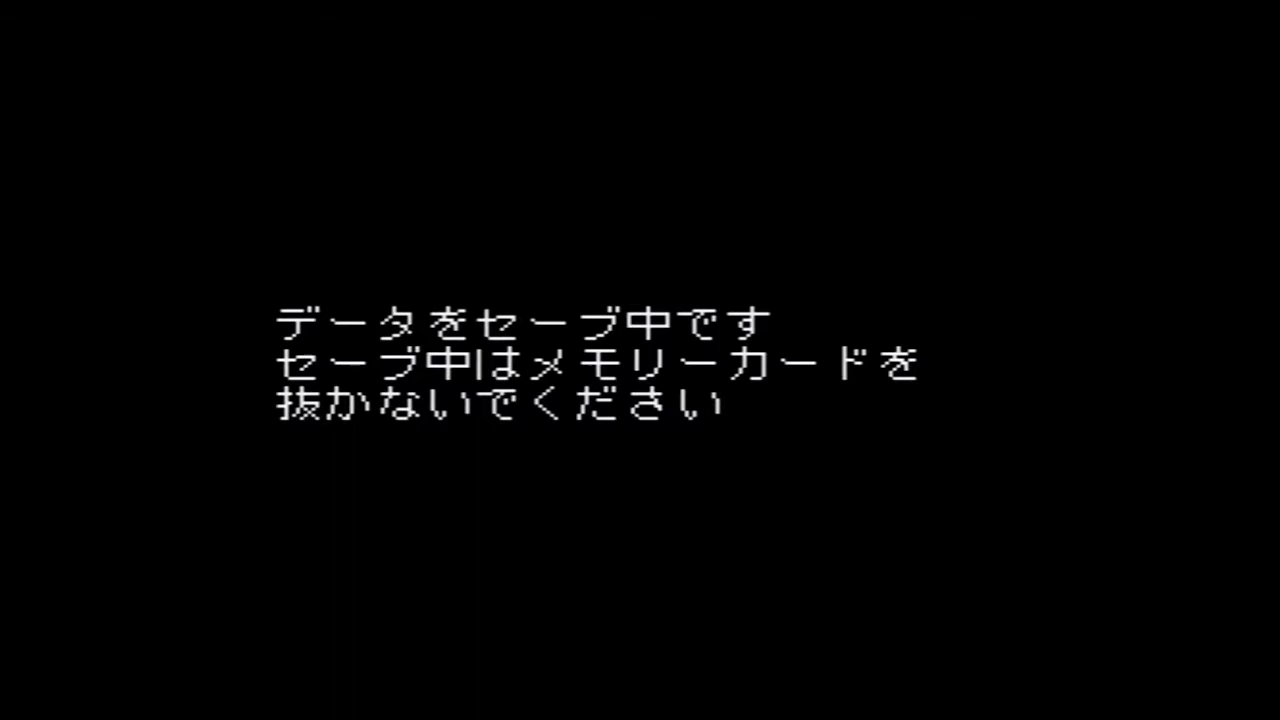 データをセーブ中です
セーブ中はメモリーカードを
抜かないでください